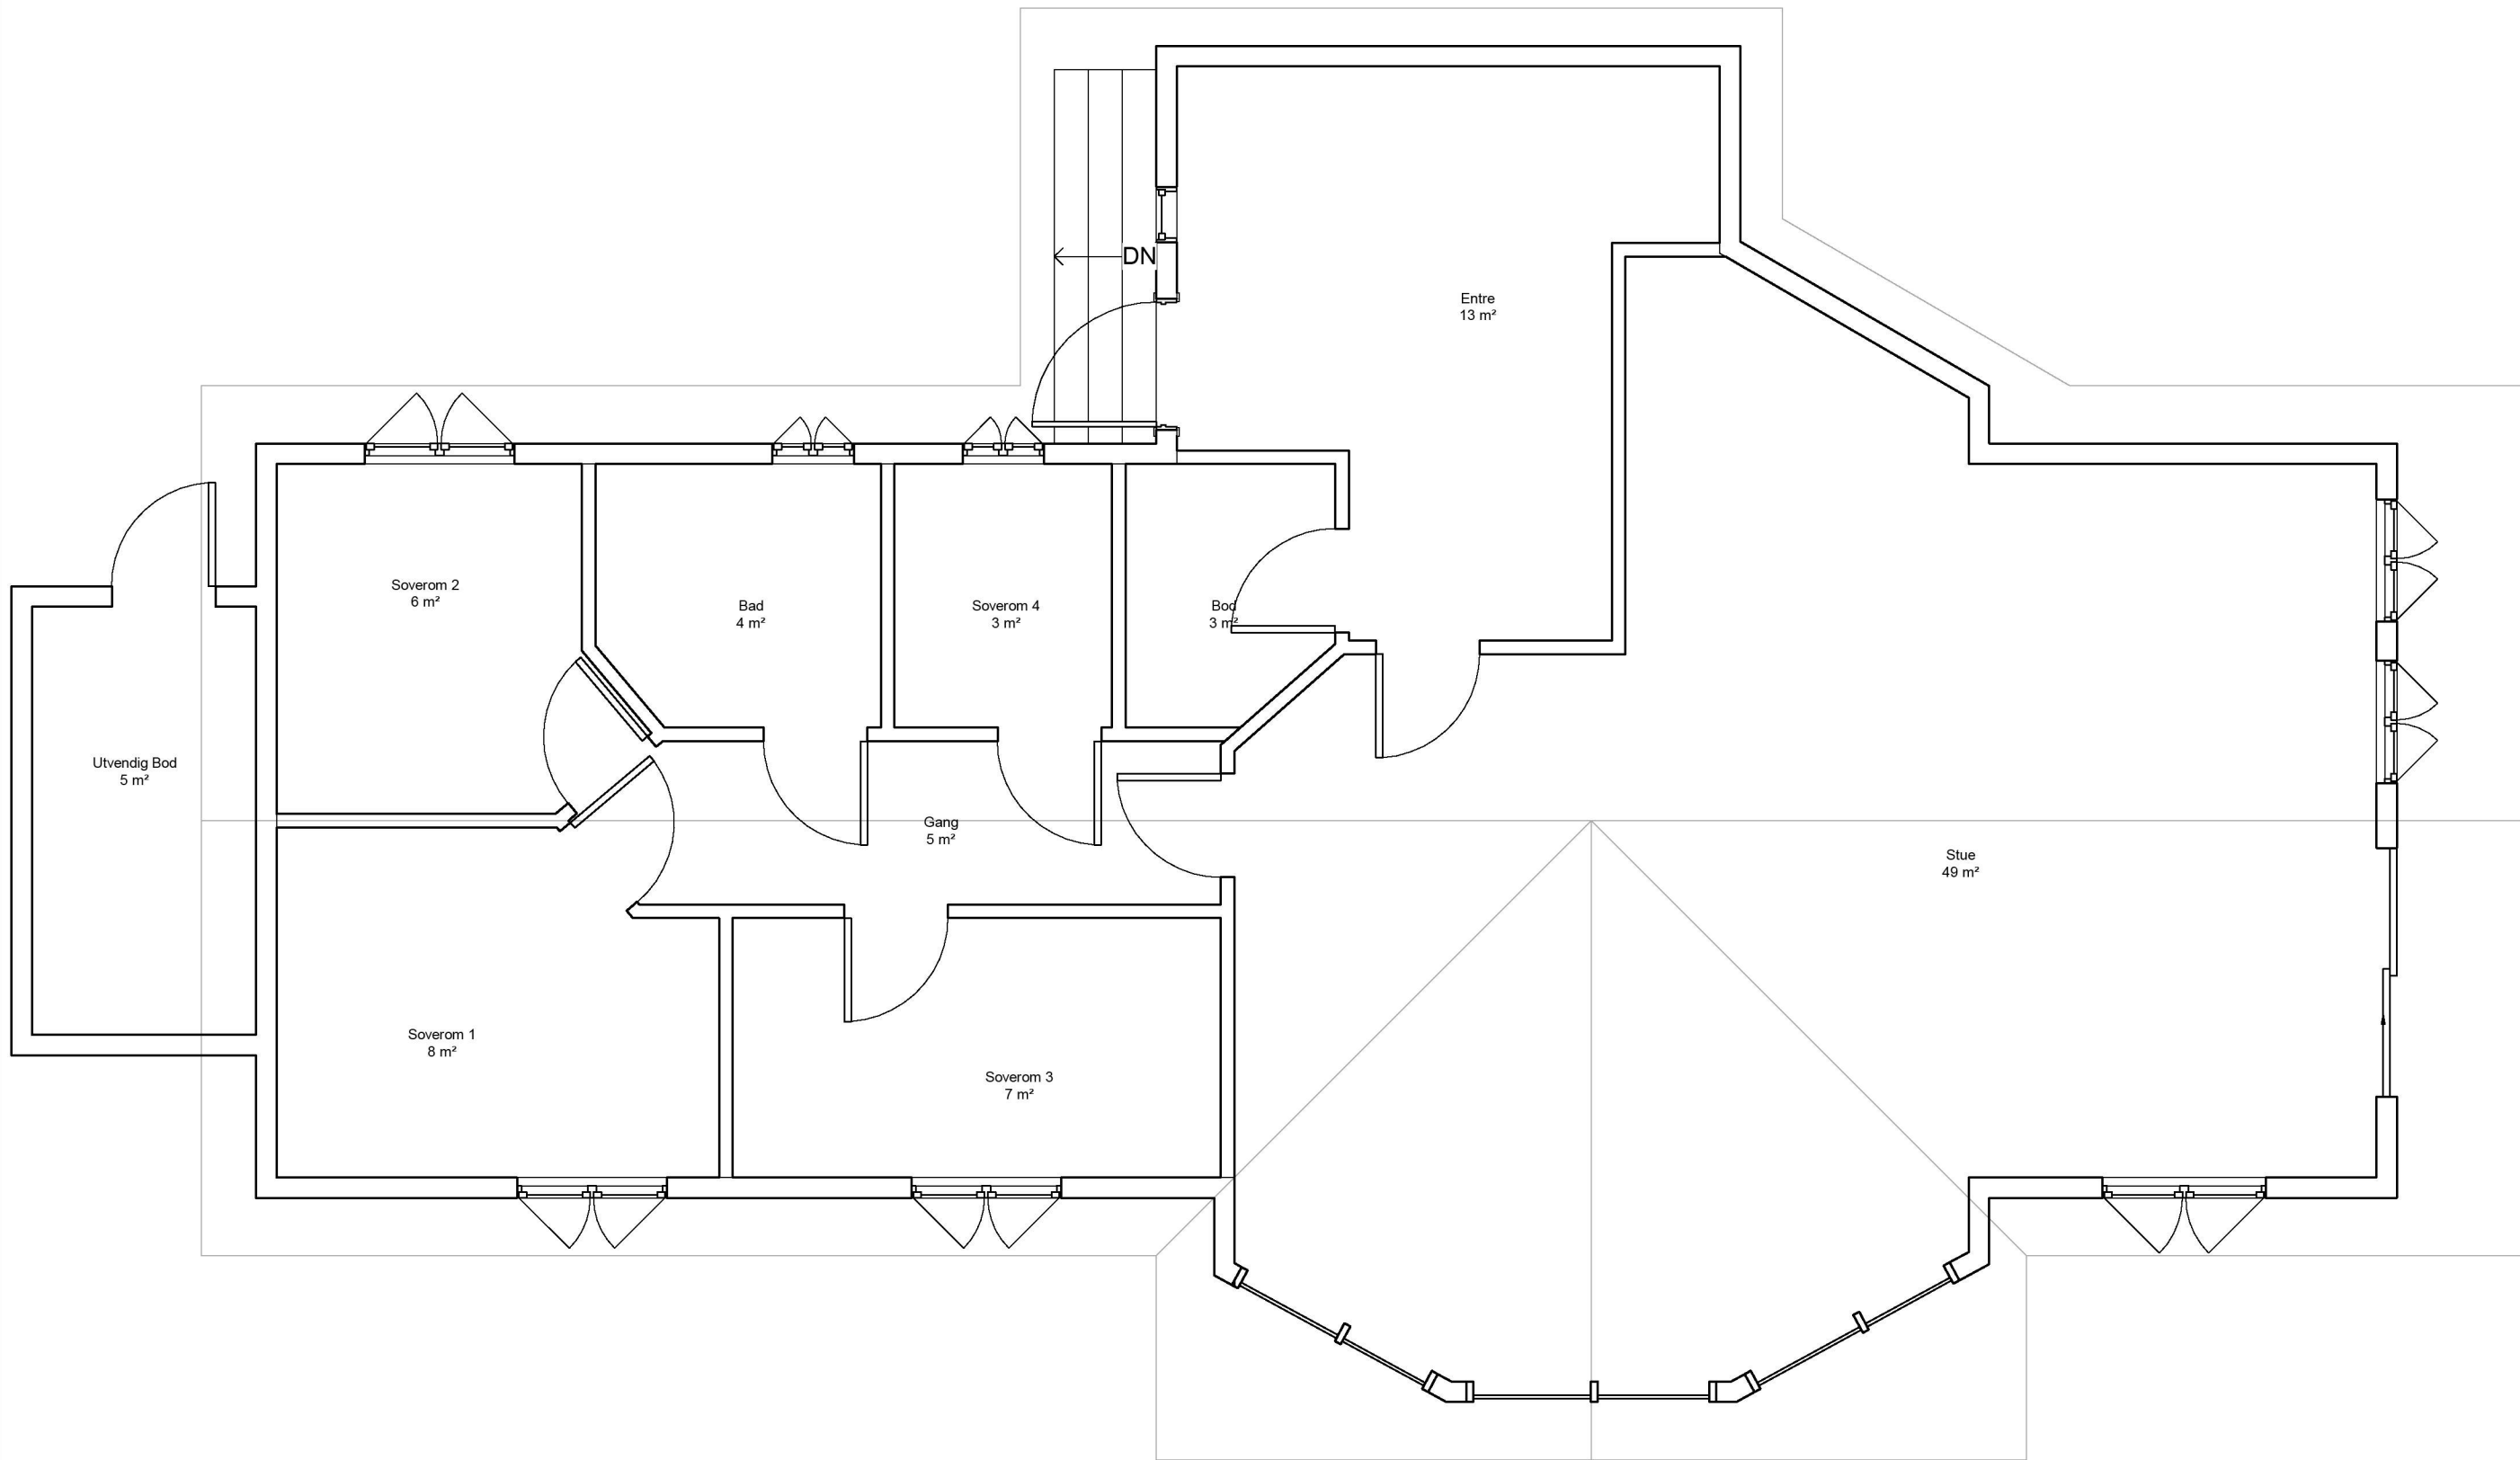 DN
Entre
13 m²
Soverom 2
6 m²
Bad
4 m²
Soverom 4
3 m²
Bod
3 m²
Utvendig Bod
5 m²
Gang
5 m²
Stue
49 m²
Soverom 1
8 m²
Soverom 3
7 m²